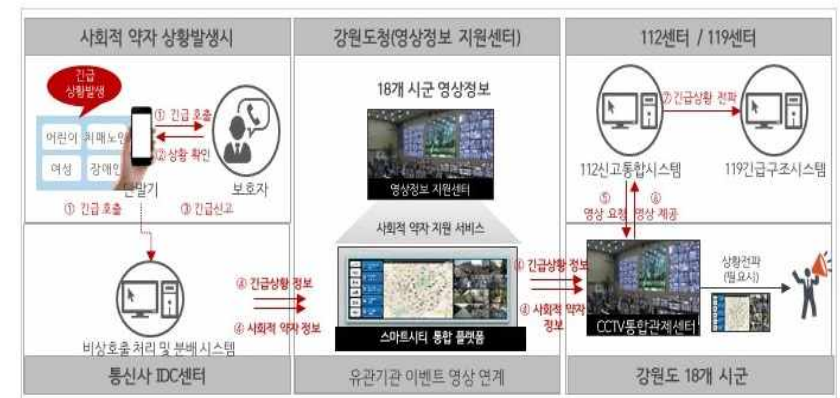 사회적 약자 상황발생시
긴급
상황발생
어린이
치매노인
여성
장애인
단말기
① 긴급 호출
② 상황 확인
보호자
① 긴급 호출
③ 긴급신고
비상호출 처리 및 분배 시스템
통신사 IDC센터
④ 긴급상황 정보
④ 사회적 약자 정보
강원도청(영상정보 지원센터)
18개 시군 영상정보
영상정보 지원센터
사회적 약자 지원 서비스
스마트시티 통합 플랫폼
유관기관 이벤트 영상 연계
④ 긴급상황 정보
④ 사회적 약자
정보
112센터 / 119센터
⑦긴급상황 전파
112신고통합시스템
119긴급구조시스템
⑤
영상 요청
⑥
영상 제공
CCTV통합관제센터
상황전파
(필요시)
강원도 18개 시군